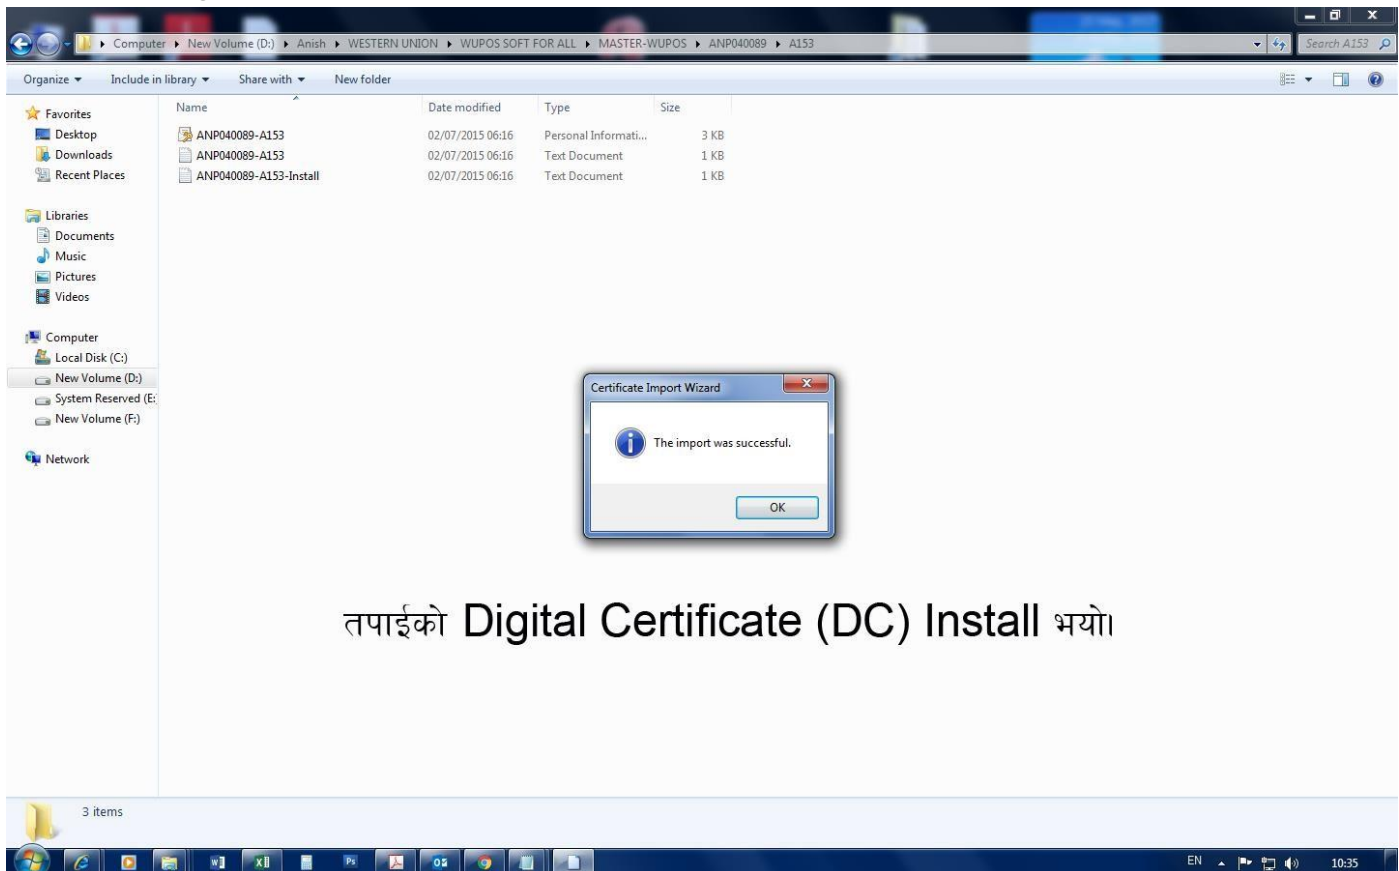 Computer ▸ New Volume (D:) ▸ Anish ▸ WESTERN UNION ▸ WUPOS SOFT FOR ALL ▸ MASTER-WUPOS ▸ ANP040089 ▸ A153
Search A153
Organize Include in library Share with New folder
Name Date modified Type Size
ANP040089-A153 02/07/2015 06:16 Personal Informati... 3 KB
ANP040089-A153 02/07/2015 06:16 Text Document 1 KB
ANP040089-A153-Install 02/07/2015 06:16 Text Document 1 KB
Favorites
Desktop
Downloads
Recent Places
Libraries
Documents
Music
Pictures
Videos
Computer
Local Disk (C:)
New Volume (D:)
System Reserved (E:
New Volume (F:)
Network
Certificate Import Wizard
The import was successful.
OK
तपाईको Digital Certificate (DC) Install भयो।
3 items
EN 10:35